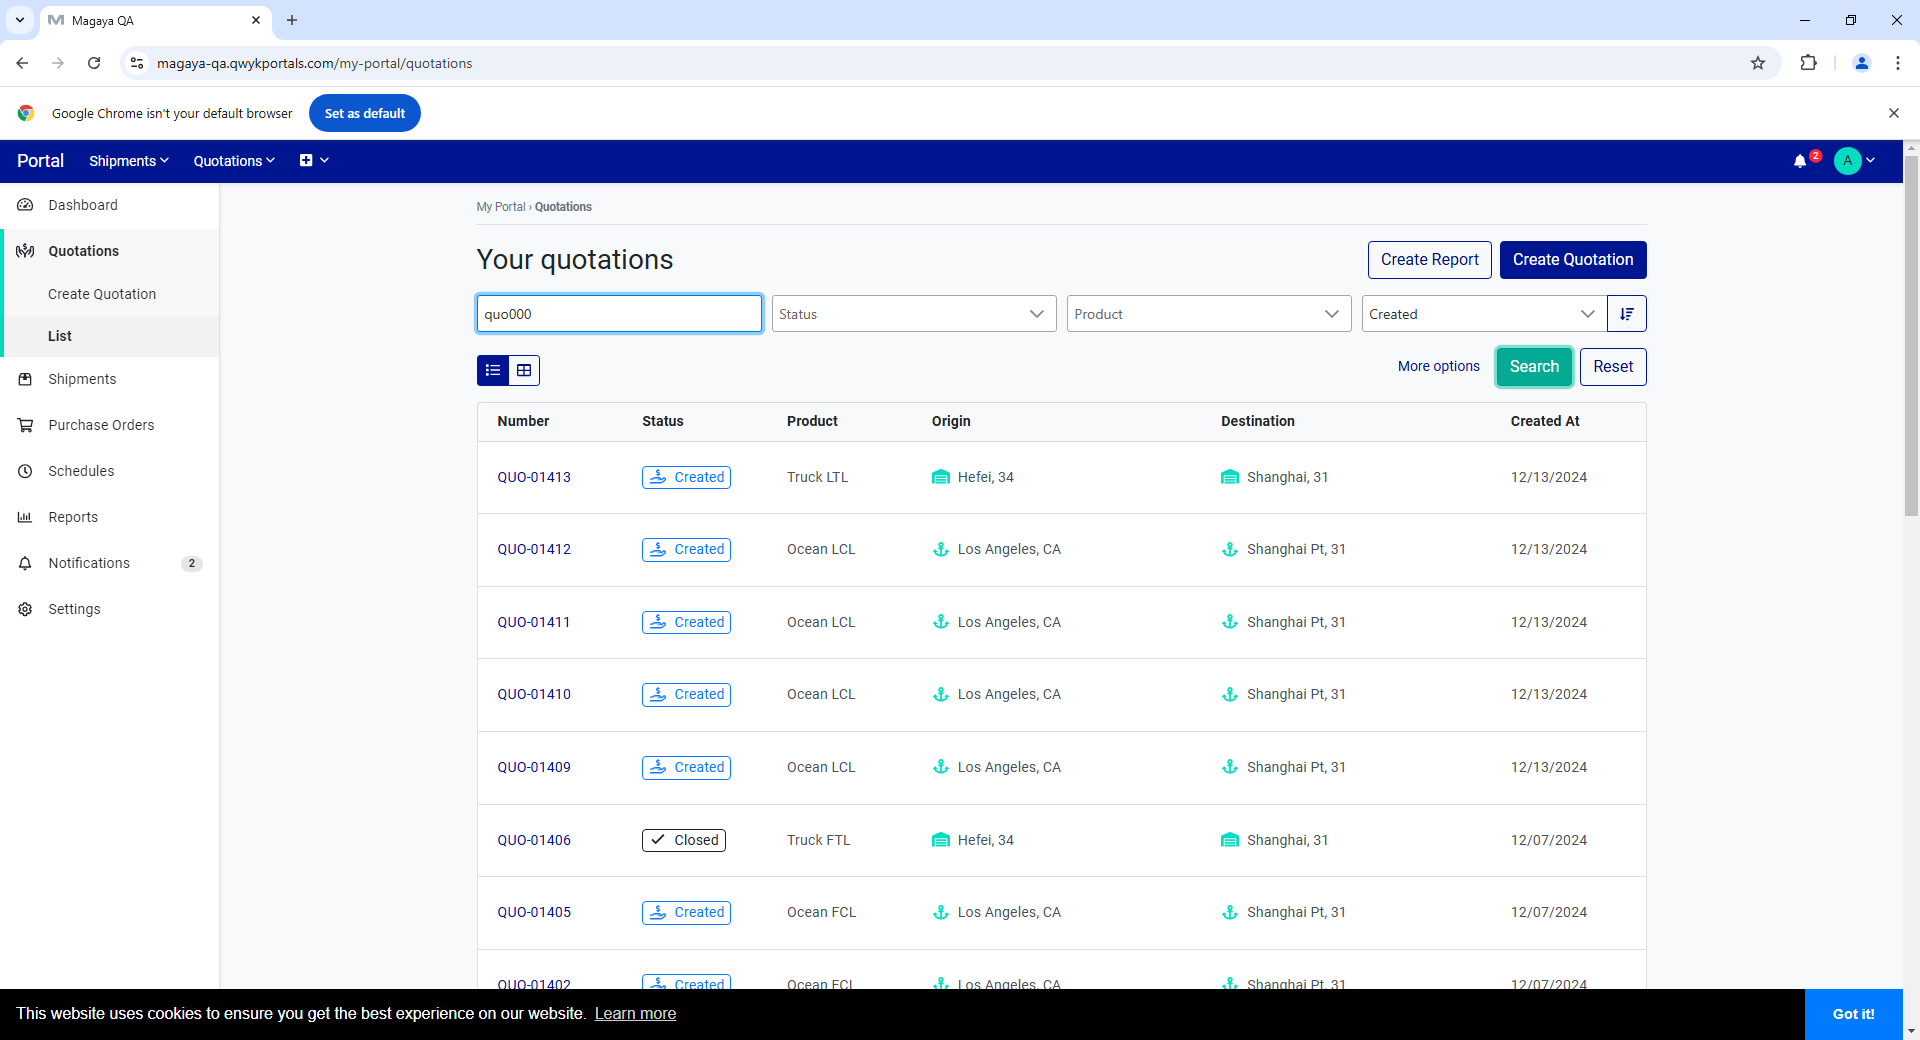 Magaya QA
magaya-qa.qwykportals.com/my-portal/quotations
Google Chrome isn't your default browser
Set as default
Portal
Shipments
Quotations
2
A
Dashboard
Quotations
Create Quotation
List
Shipments
Purchase Orders
Schedules
Reports
Notifications 2
Settings
My Portal › Quotations
Your quotations
Create Report
Create Quotation
quo000
Status
Product
Created
More options
Search
Reset
Number Status Product Origin Destination Created At
QUO-01413 Created Truck LTL Hefei, 34 Shanghai, 31 12/13/2024
QUO-01412 Created Ocean LCL Los Angeles, CA Shanghai Pt, 31 12/13/2024
QUO-01411 Created Ocean LCL Los Angeles, CA Shanghai Pt, 31 12/13/2024
QUO-01410 Created Ocean LCL Los Angeles, CA Shanghai Pt, 31 12/13/2024
QUO-01409 Created Ocean LCL Los Angeles, CA Shanghai Pt, 31 12/13/2024
QUO-01406 Closed Truck FTL Hefei, 34 Shanghai, 31 12/07/2024
QUO-01405 Created Ocean FCL Los Angeles, CA Shanghai Pt, 31 12/07/2024
QUO-01402 Created Ocean FCL Los Angeles, CA Shanghai Pt, 31 12/07/2024
This website uses cookies to ensure you get the best experience on our website. Learn more
Got it!